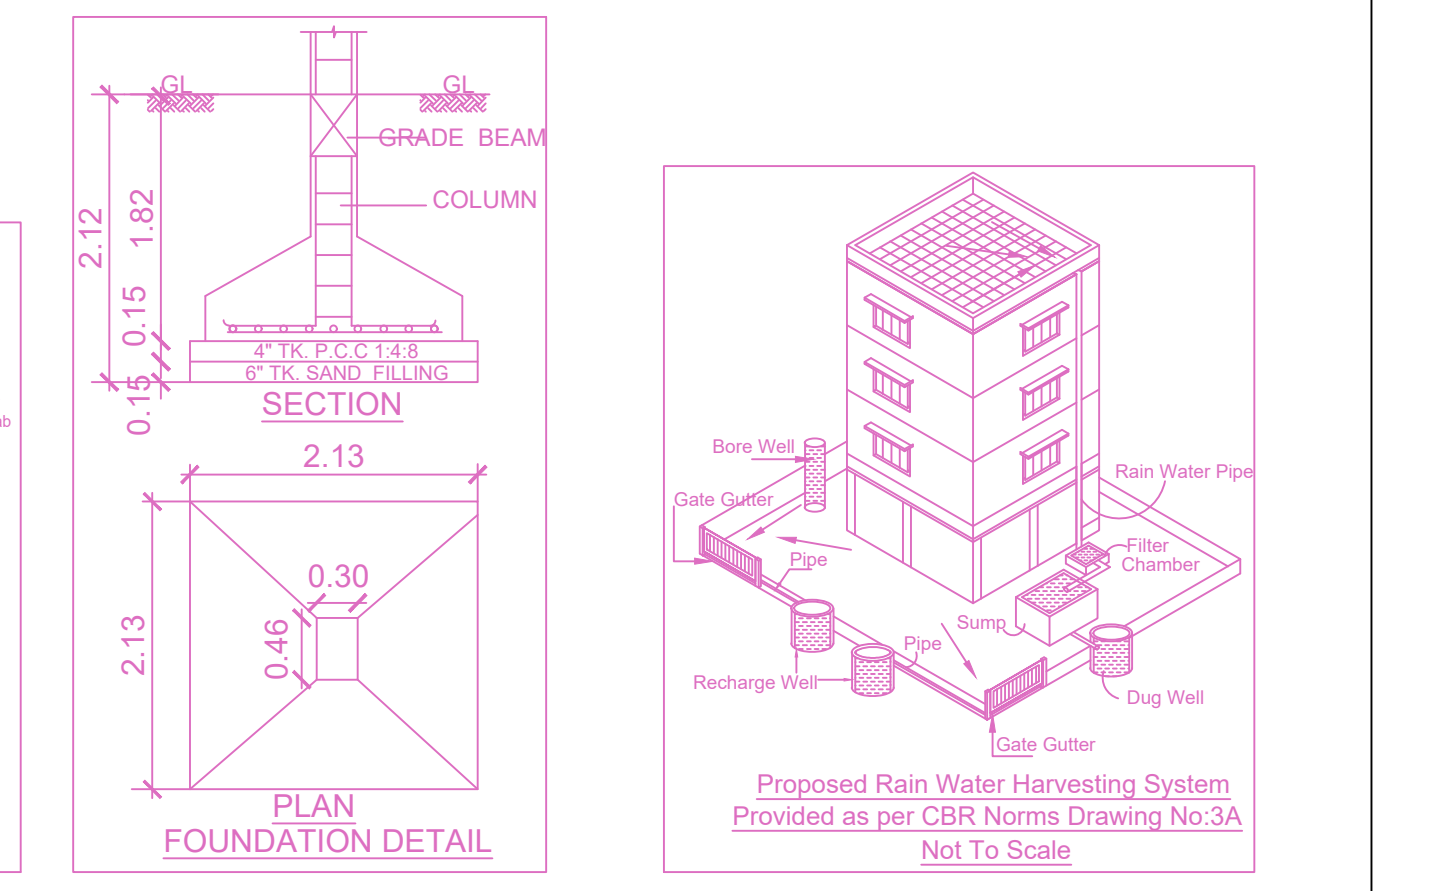 GL
GL
GRADE BEAM
COLUMN
2.12
1.82
0.15
0.15
4" TK. P.C.C 1:4:8
6" TK. SAND FILLING
SECTION
2.13
2.13
0.30
0.46
PLAN
FOUNDATION DETAIL
Bore Well
Gate Gutter
Pipe
Rain Water Pipe
Filter
Chamber
Sump
Pipe
Recharge Well
Dug Well
Gate Gutter
Proposed Rain Water Harvesting System
Provided as per CBR Norms Drawing No:3A
Not To Scale